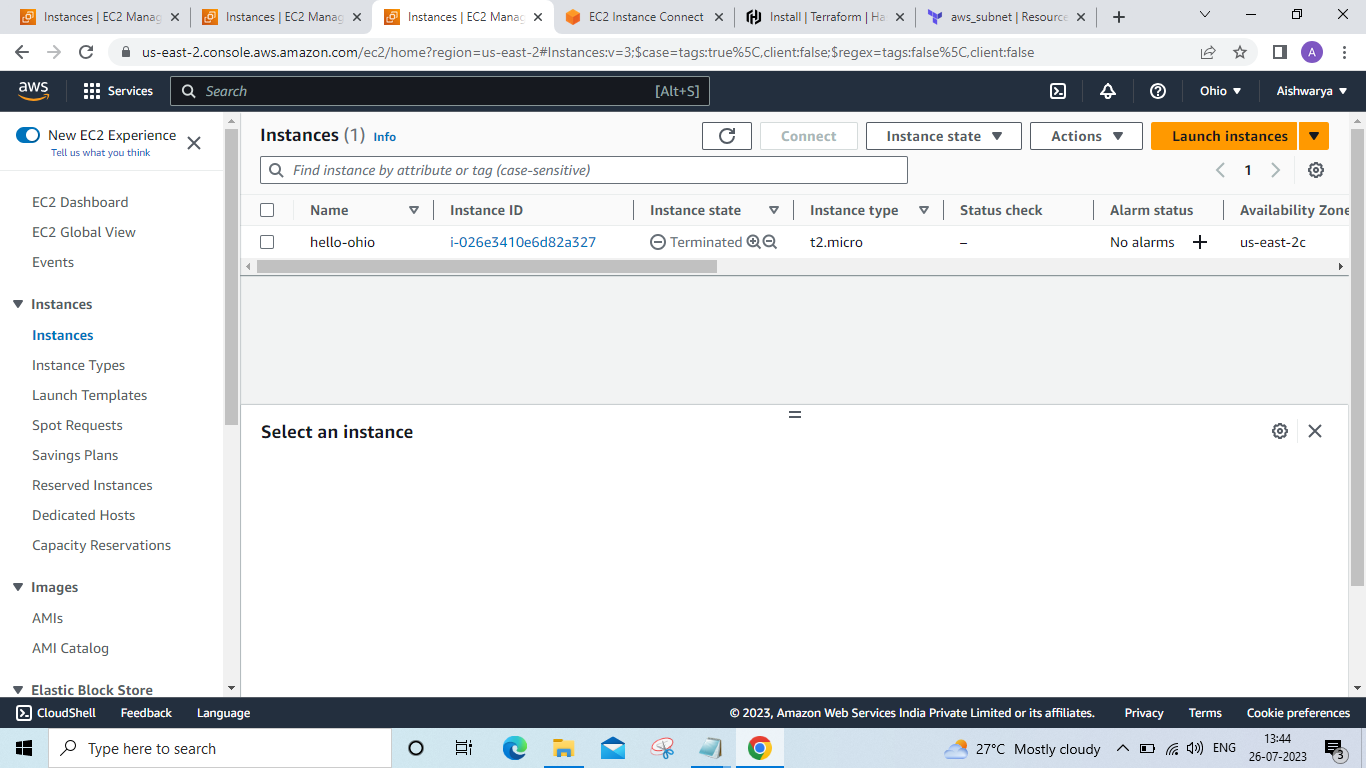 Instances | EC2 Manag
Instances | EC2 Manag
Instances | EC2 Manag
EC2 Instance Connect
Install | Terraform | Ha
aws_subnet | Resource
us-east-2.console.aws.amazon.com/ec2/home?region=us-east-2#Instances:v=3;$case=tags:true%5C,client:false;$regex=tags:false%5C,client:false
A
aws
Services
Search
[Alt+S]
Ohio
Aishwarya
New EC2 Experience
Tell us what you think
EC2 Dashboard
EC2 Global View
Events
Instances
Instances
Instance Types
Launch Templates
Spot Requests
Savings Plans
Reserved Instances
Dedicated Hosts
Capacity Reservations
Images
AMIs
AMI Catalog
Elastic Block Store
Instances (1) Info
Connect
Instance state
Actions
Launch instances
Find instance by attribute or tag (case-sensitive)
1
Name Instance ID Instance state Instance type Status check Alarm status Availability Zone
hello-ohio i-026e3410e6d82a327 Terminated t2.micro – No alarms us-east-2c
Select an instance
CloudShell Feedback Language
© 2023, Amazon Web Services India Private Limited or its affiliates. Privacy Terms Cookie preferences
Type here to search
27°C Mostly cloudy
ENG
13:44
26-07-2023
3